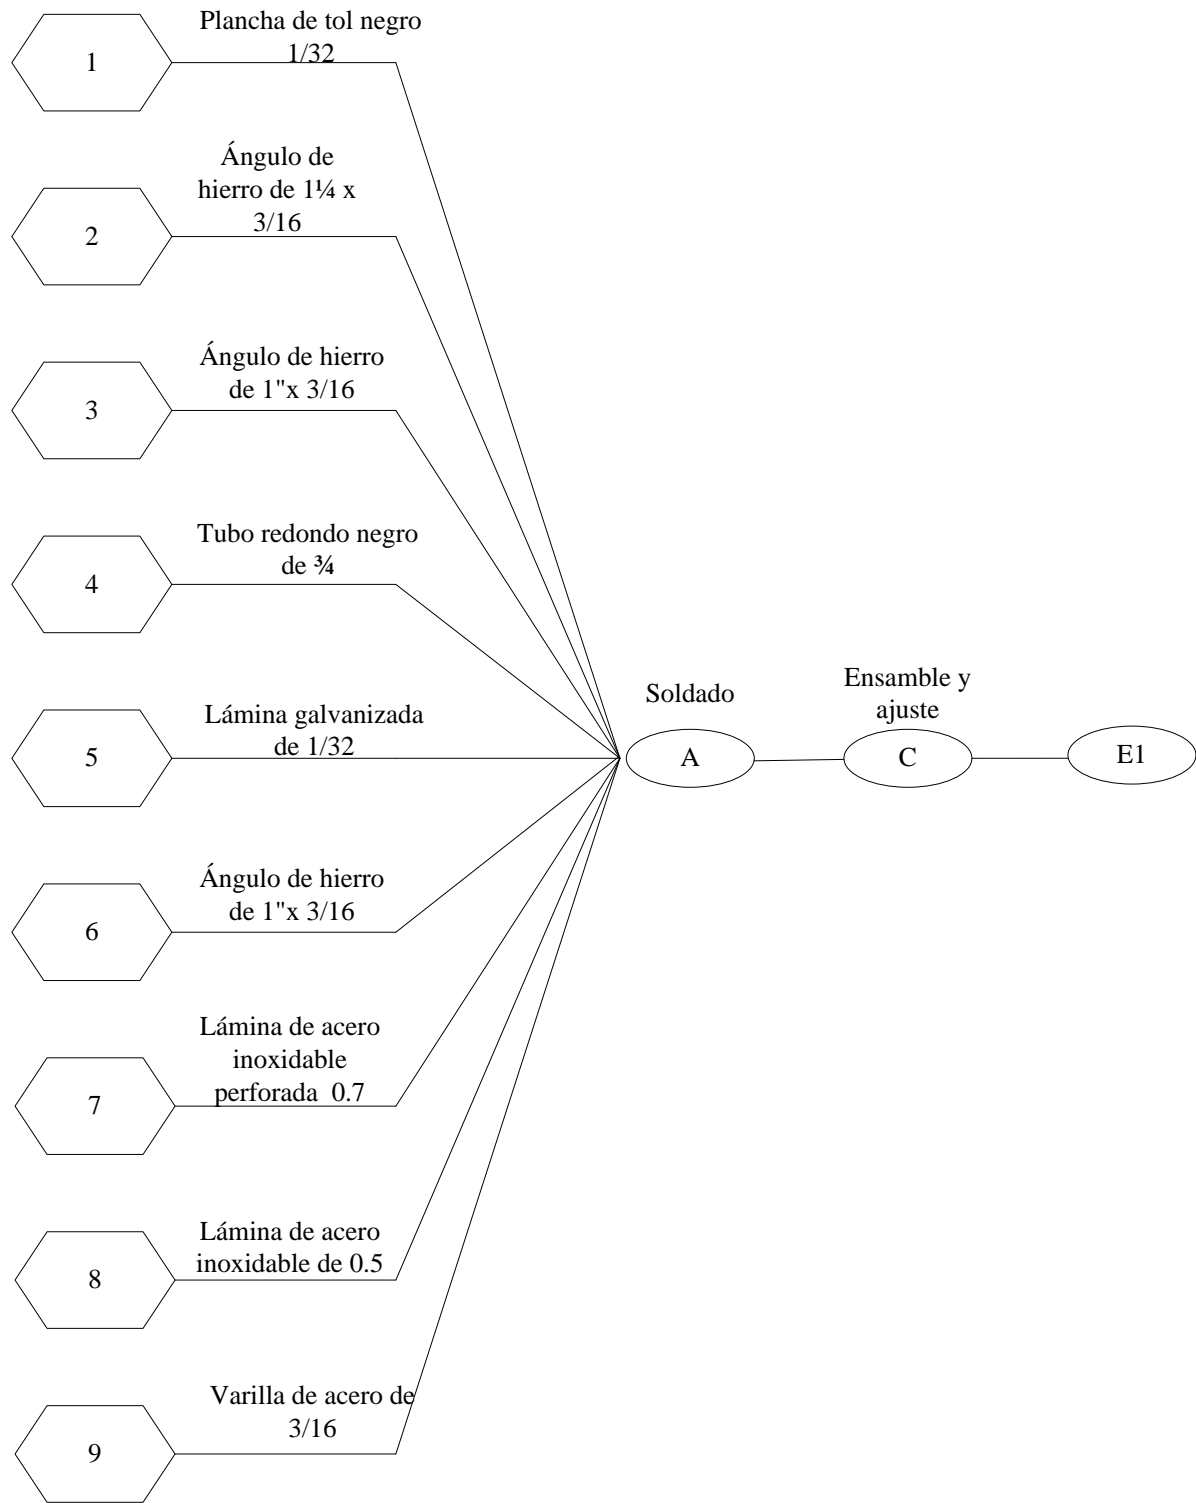 Plancha de tol negro
1/32
1
Ángulo de
hierro de 1¼ x
3/16
2
Ángulo de hierro
de 1"x 3/16
3
Tubo redondo negro
de ¾
4
Lámina galvanizada
de 1/32
5
Soldado
A
Ensamble y
ajuste
C
E1
Ángulo de hierro
de 1"x 3/16
6
Lámina de acero
inoxidable
perforada 0.7
7
Lámina de acero
inoxidable de 0.5
8
Varilla de acero de
3/16
9